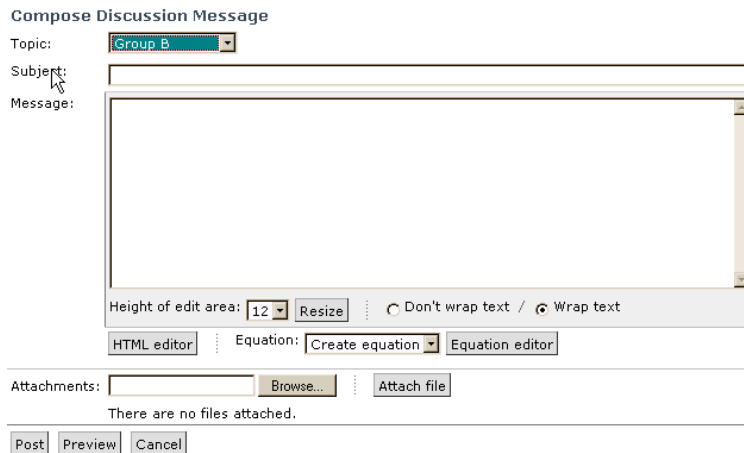 Compose Discussion Message
Topic: Group B
Subject:
Message:
Height of edit area: 12 Resize Don't wrap text / Wrap text
HTML editor Equation: Create equation Equation editor
Attachments: Browse... Attach file
There are no files attached.
Post Preview Cancel